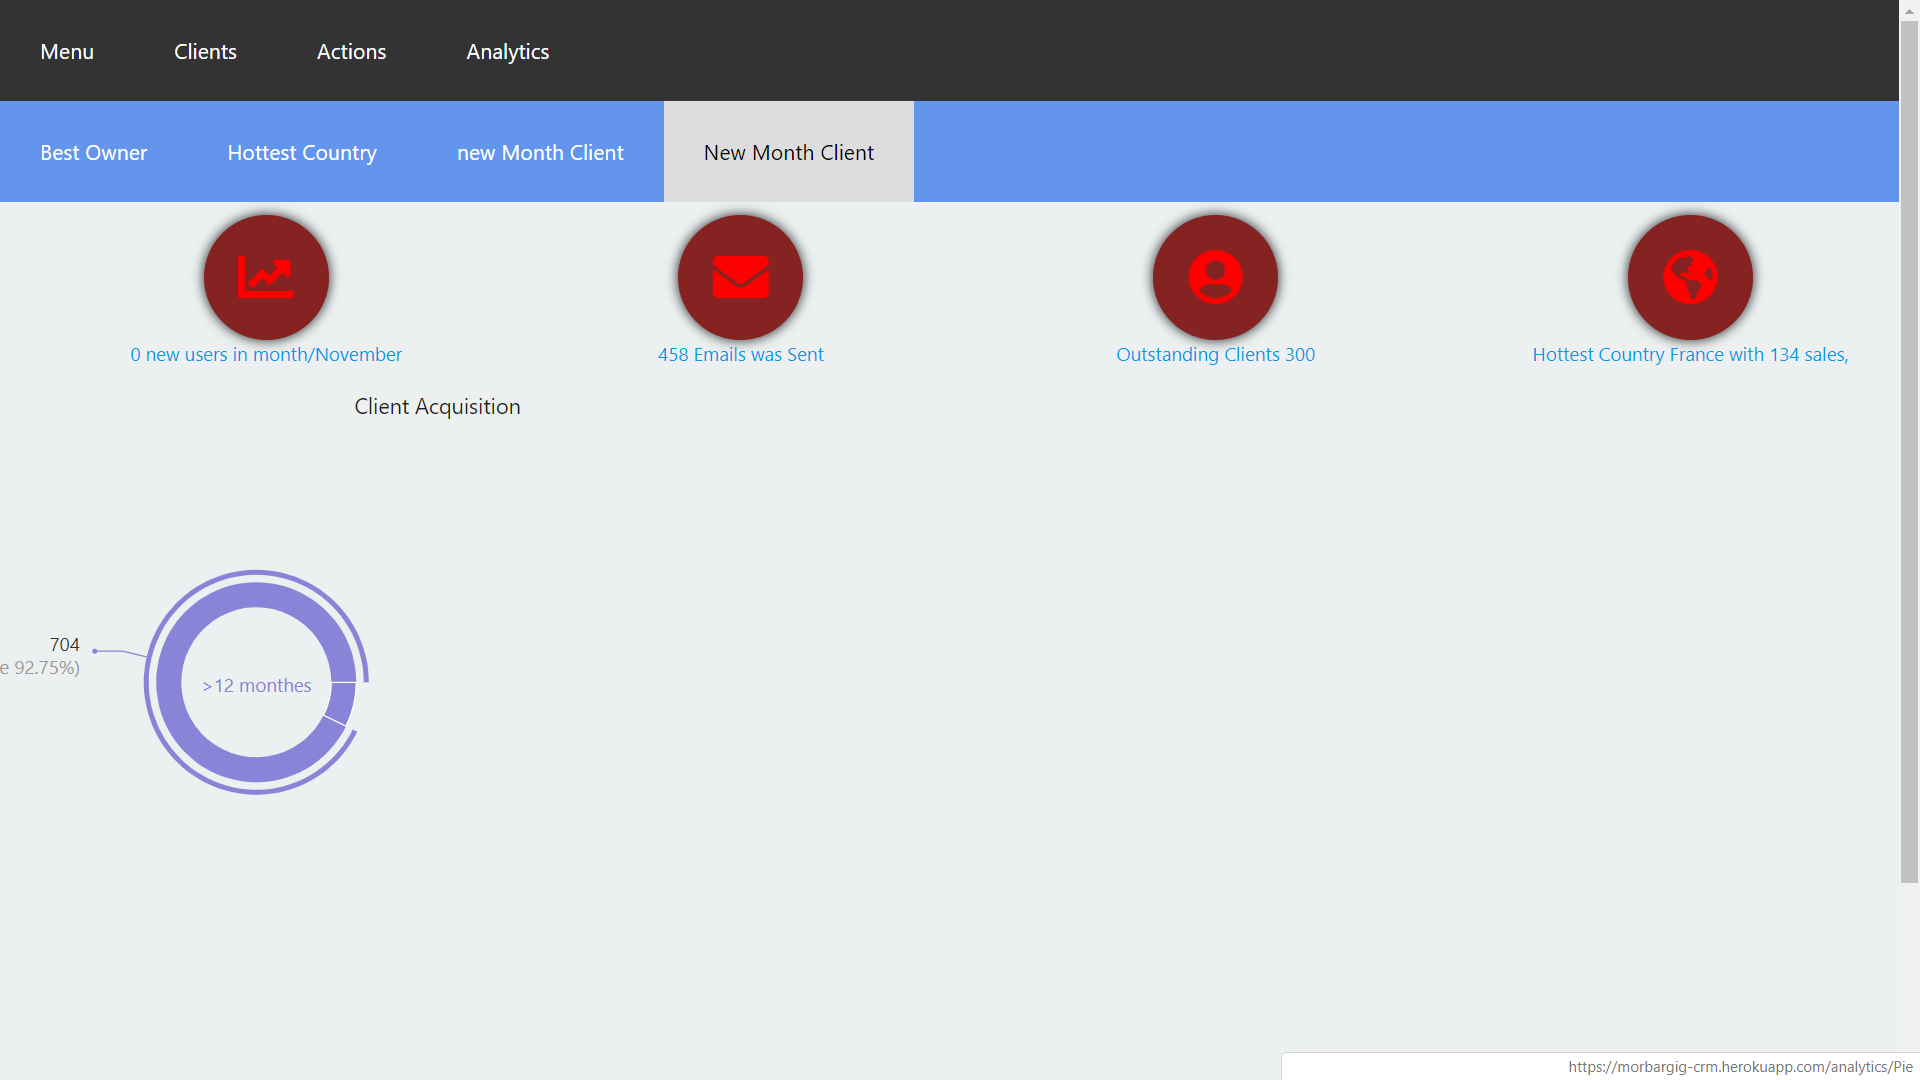 Menu Clients Actions Analytics
Best Owner Hottest Country new Month Client New Month Client
0 new users in month/November 458 Emails was Sent Outstanding Clients 300 Hottest Country France with 134 sales,
Client Acquisition
704
e 92.75%)
>12 monthes
https://morbargig-crm.herokuapp.com/analytics/Pie